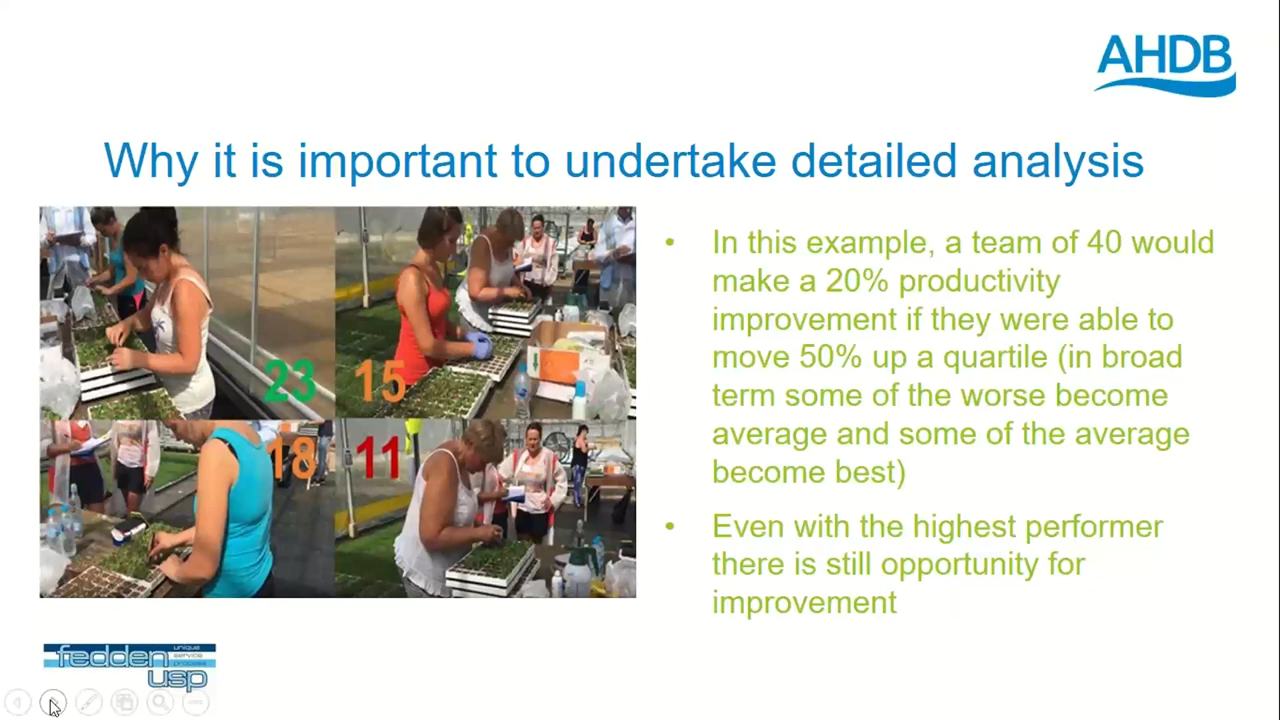 AHDB
Why it is important to undertake detailed analysis
23
15
18
11
• In this example, a team of 40 would
make a 20% productivity
improvement if they were able to
move 50% up a quartile (in broad
term some of the worse become
average and some of the average
become best)
• Even with the highest performer
there is still opportunity for
improvement
fedden
unique
service
process
usp